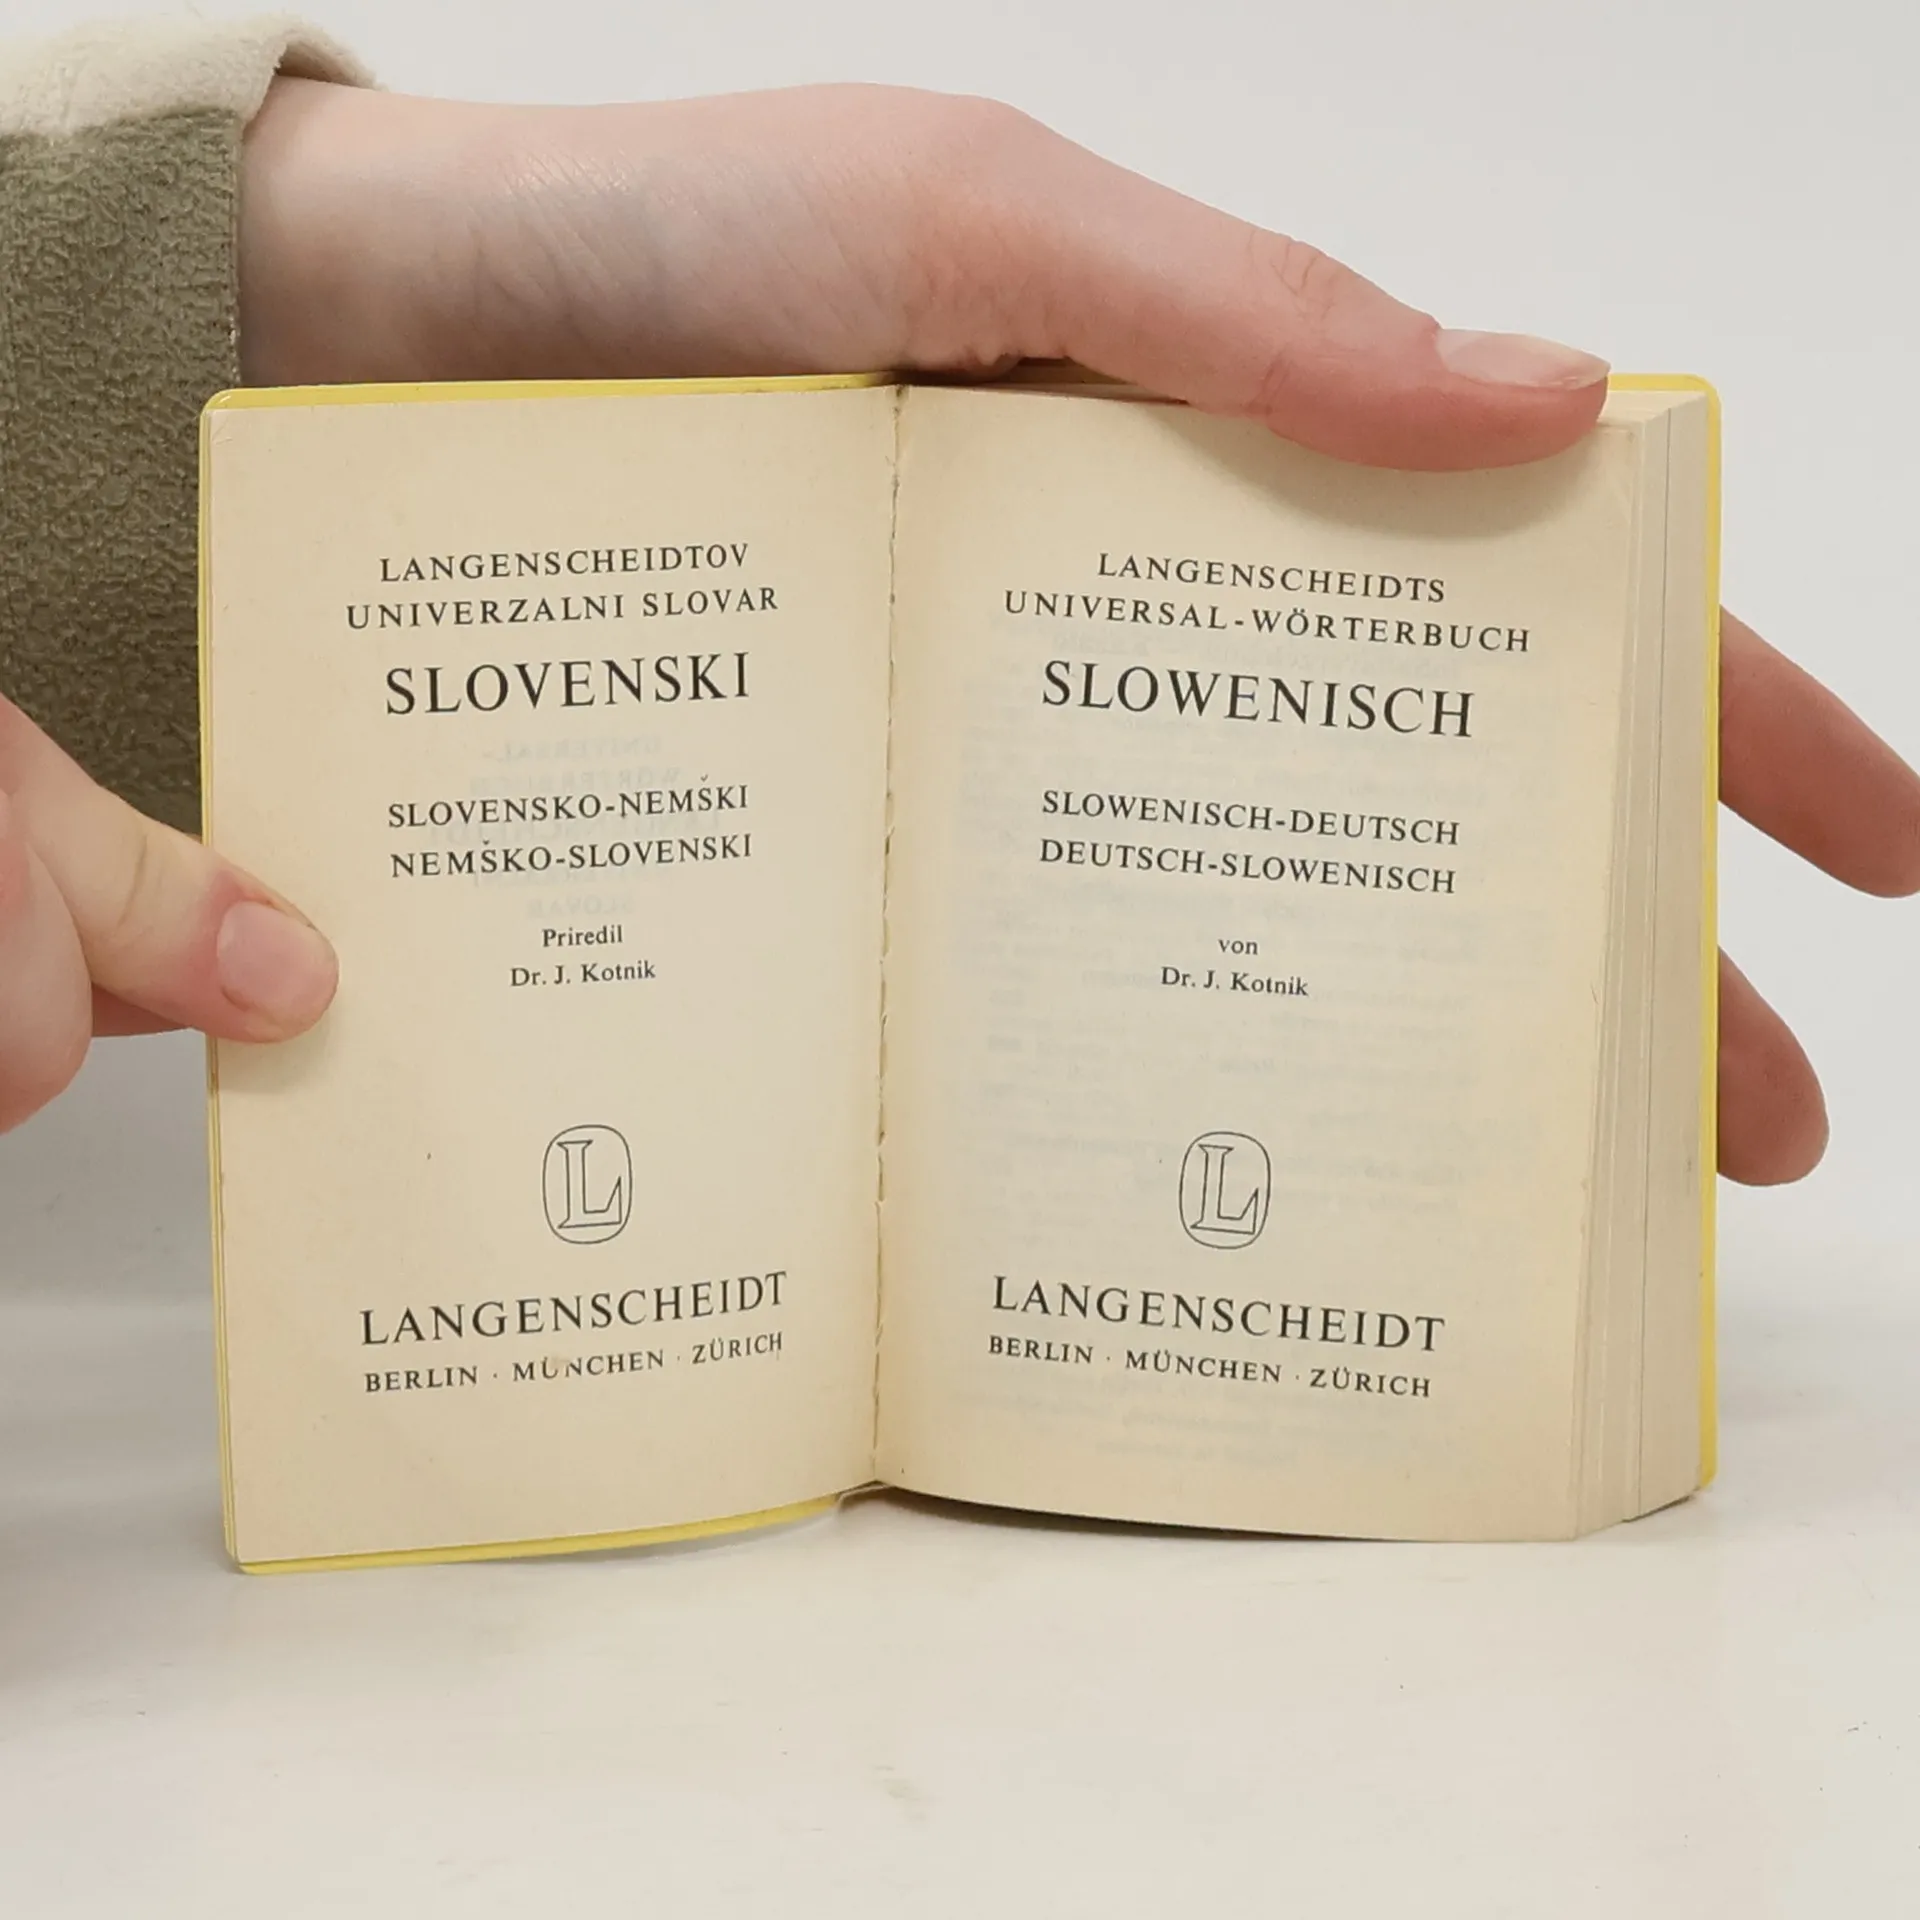 LANGENSCHEIDTOV
UNIVERZALNI SLOVAR
SLOVENSKI
SLOVENSKO-NEMŠKI
NEMŠKO-SLOVENSKI
Priredil
Dr. J. Kotnik
L
LANGENSCHEIDT
BERLIN · MÜNCHEN · ZÜRICH
LANGENSCHEIDTS
UNIVERSAL-WÖRTERBUCH
SLOWENISCH
SLOWENISCH-DEUTSCH
DEUTSCH-SLOWENISCH
von
Dr. J. Kotnik
L
LANGENSCHEIDT
BERLIN · MÜNCHEN · ZÜRICH